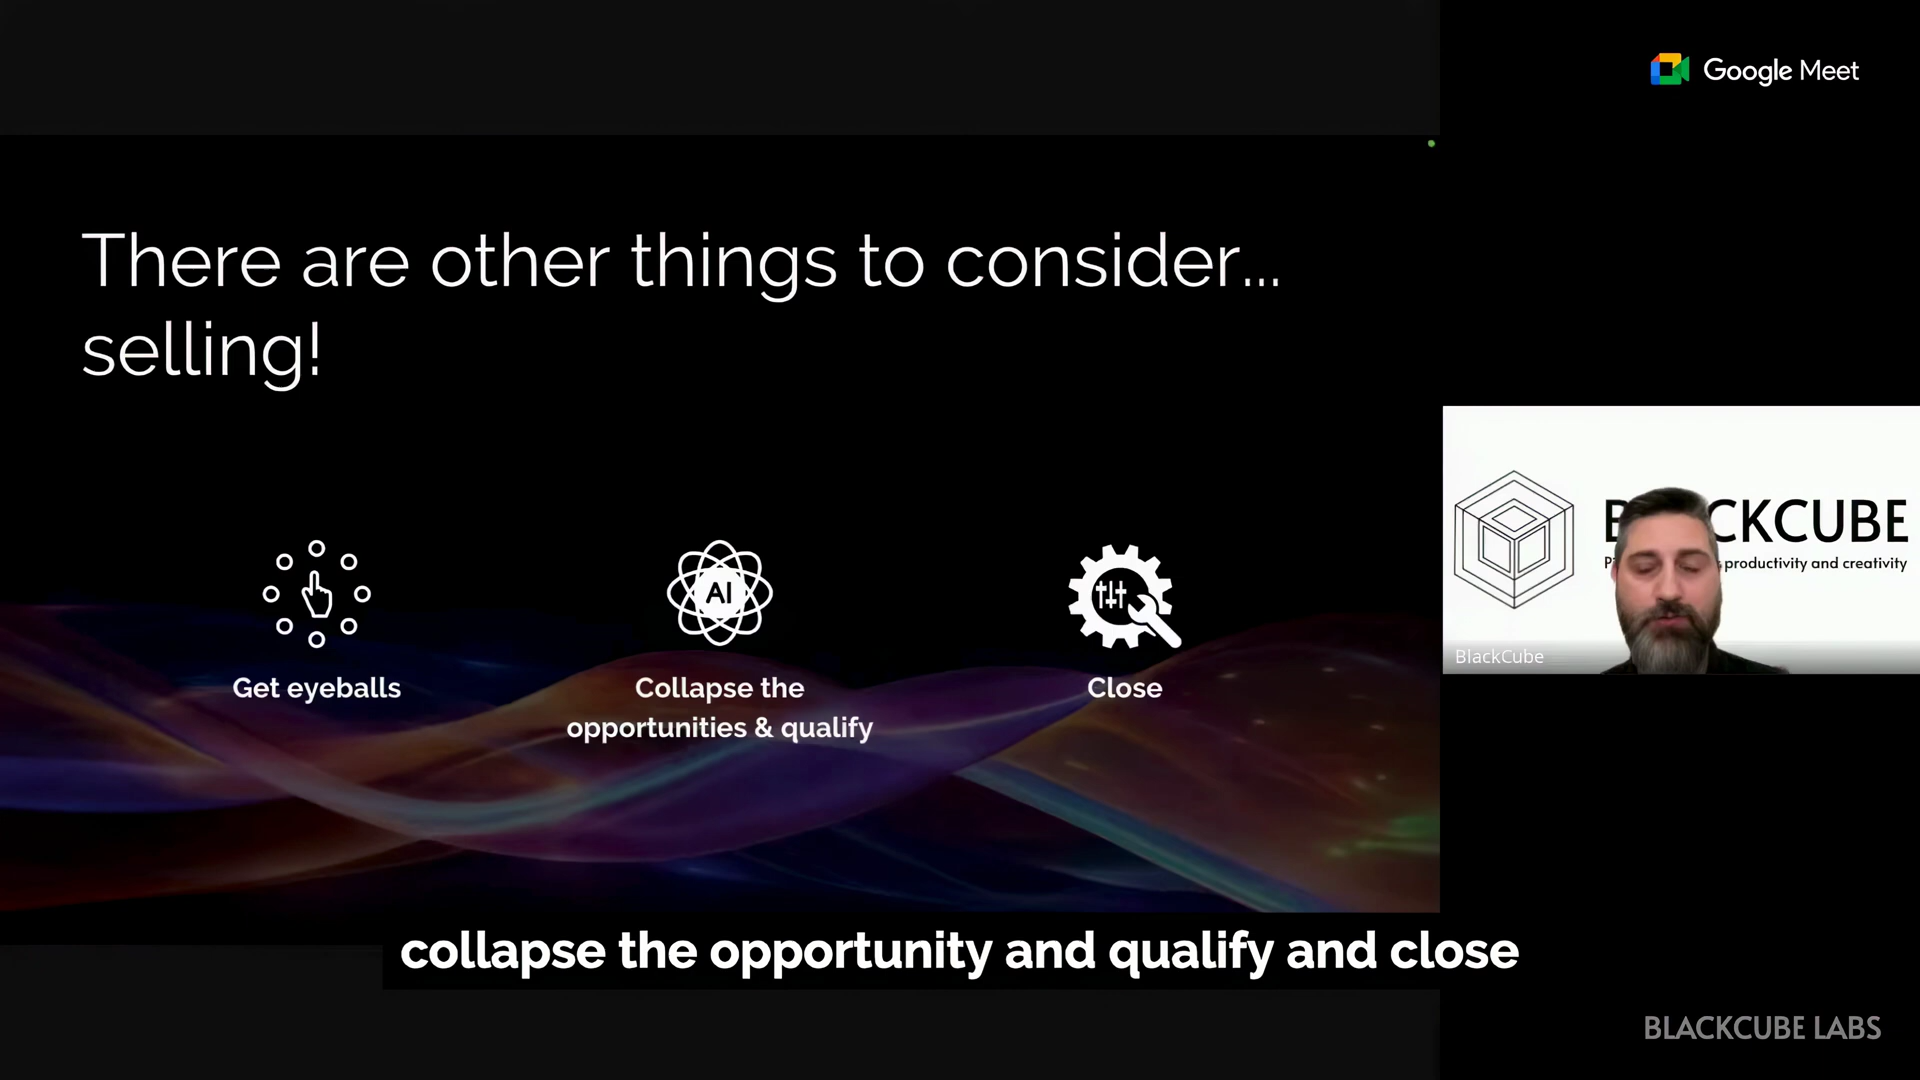 Google Meet
There are other things to consider...
selling!
AI
Get eyeballs
Collapse the
opportunities & qualify
Close
CKCUBE
productivity and creativity
BlackCube
collapse the opportunity and qualify and close
BLACKCUBE LABS